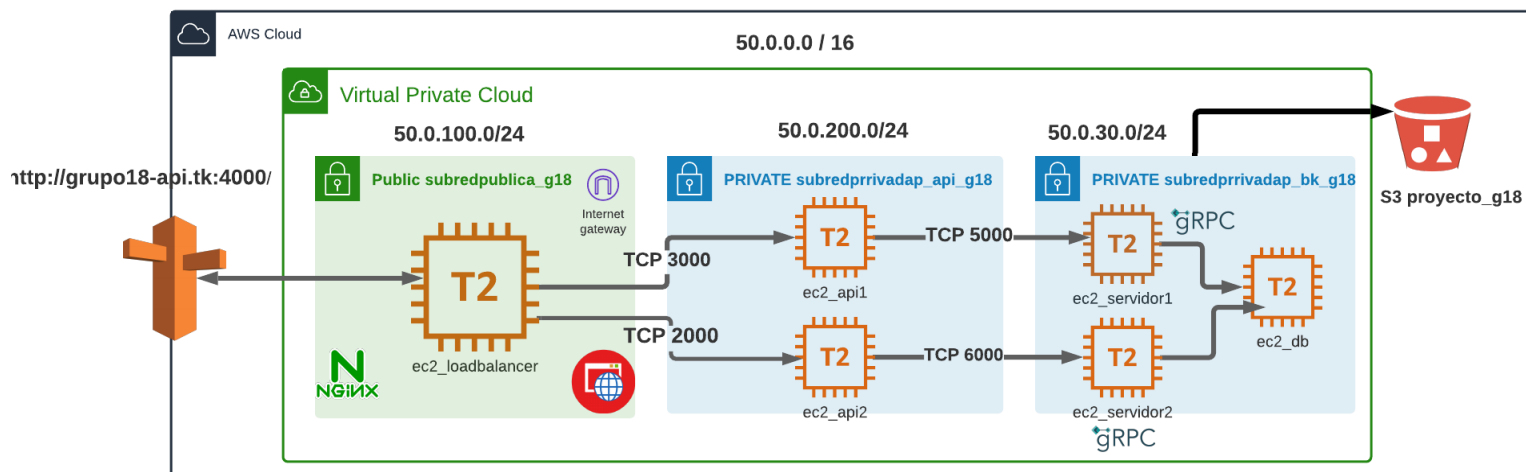 AWS Cloud
50.0.0.0 / 16
Virtual Private Cloud
50.0.100.0/24
50.0.200.0/24
50.0.30.0/24
http://grupo18-api.tk:4000/
Public subredpublica_g18
Internet
gateway
PRIVATE subredprrivadap_api_g18
PRIVATE subredprrivadap_bk_g18
S3 proyecto_g18
T2
ec2_loadbalancer
NGINX
TCP 3000
TCP 2000
T2
ec2_api1
T2
ec2_api2
TCP 5000
TCP 6000
gRPC
T2
ec2_servidor1
T2
ec2_servidor2
gRPC
T2
ec2_db